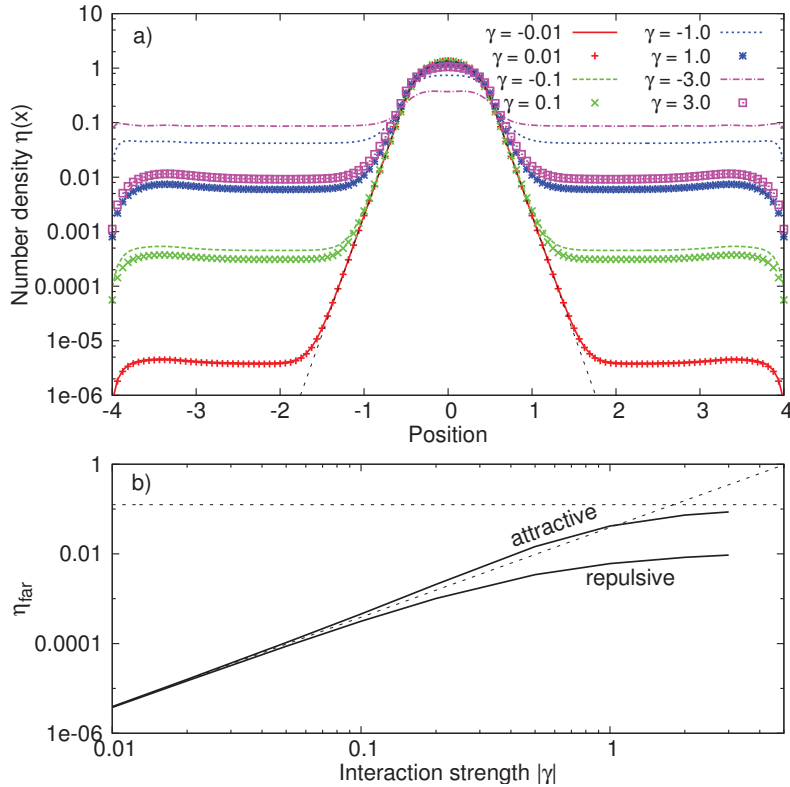 a)
γ = -0.01
γ = -1.0
γ = 0.01
γ = 1.0
γ = -0.1
γ = -3.0
γ = 0.1
γ = 3.0
10
1
0.1
0.01
0.001
0.0001
1e-05
1e-06
Number density η(x)
-4
-3
-2
-1
0
1
2
3
4
Position
b)
1
0.01
0.0001
1e-06
ηfar
attractive
repulsive
0.01
0.1
1
Interaction strength |γ|